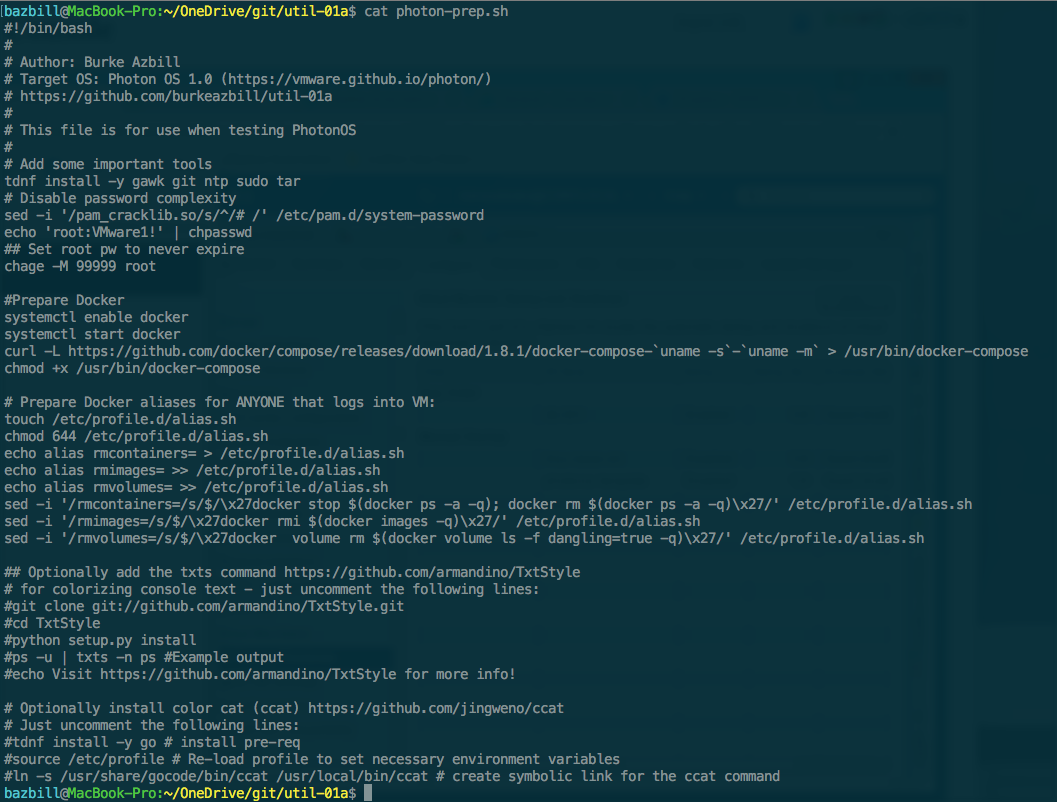 [bazbill@MacBook-Pro:~/OneDrive/git/util-01a$ cat photon-prep.sh
#!/bin/bash
#
# Author: Burke Azbill
# Target OS: Photon OS 1.0 (https://vmware.github.io/photon/)
# https://github.com/burkeazbill/util-01a
#
# This file is for use when testing PhotonOS
#
# Add some important tools
tdnf install -y gawk git ntp sudo tar
# Disable password complexity
sed -i '/pam_cracklib.so/s/^/# /' /etc/pam.d/system-password
echo 'root:VMware1!' | chpasswd
## Set root pw to never expire
chage -M 99999 root

#Prepare Docker
systemctl enable docker
systemctl start docker
curl -L https://github.com/docker/compose/releases/download/1.8.1/docker-compose-`uname -s`-`uname -m` > /usr/bin/docker-compose
chmod +x /usr/bin/docker-compose

# Prepare Docker aliases for ANYONE that logs into VM:
touch /etc/profile.d/alias.sh
chmod 644 /etc/profile.d/alias.sh
echo alias rmcontainers= > /etc/profile.d/alias.sh
echo alias rmimages= >> /etc/profile.d/alias.sh
echo alias rmvolumes= >> /etc/profile.d/alias.sh
sed -i '/rmcontainers=/s/$/\x27docker stop $(docker ps -a -q); docker rm $(docker ps -a -q)\x27/' /etc/profile.d/alias.sh
sed -i '/rmimages=/s/$/\x27docker rmi $(docker images -q)\x27/' /etc/profile.d/alias.sh
sed -i '/rmvolumes=/s/$/\x27docker  volume rm $(docker volume ls -f dangling=true -q)\x27/' /etc/profile.d/alias.sh

## Optionally add the txts command https://github.com/armandino/TxtStyle
# for colorizing console text - just uncomment the following lines:
#git clone git://github.com/armandino/TxtStyle.git
#cd TxtStyle
#python setup.py install
#ps -u | txts -n ps #Example output
#echo Visit https://github.com/armandino/TxtStyle for more info!

# Optionally install color cat (ccat) https://github.com/jingweno/ccat
# Just uncomment the following lines:
#tdnf install -y go # install pre-req
#source /etc/profile # Re-load profile to set necessary environment variables
#ln -s /usr/share/gocode/bin/ccat /usr/local/bin/ccat # create symbolic link for the ccat command
bazbill@MacBook-Pro:~/OneDrive/git/util-01a$